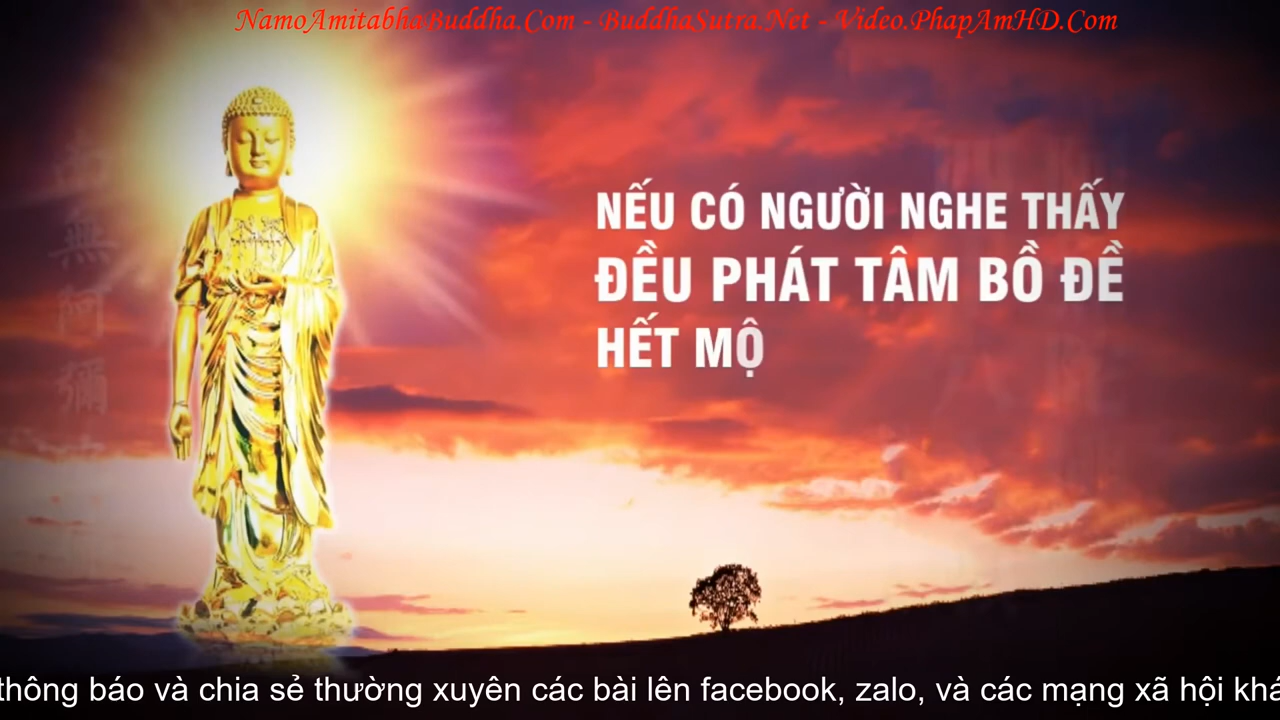 NamoAmitabhaBuddha.Com - BuddhaSutra.Net - Video.PhapAmHD.Com
NẾU CÓ NGƯỜI NGHE THẤY
ĐỀU PHÁT TÂM BỒ ĐỀ
HẾT MỘ
thông báo và chia sẻ thường xuyên các bài lên facebook, zalo, và các mạng xã hội khá